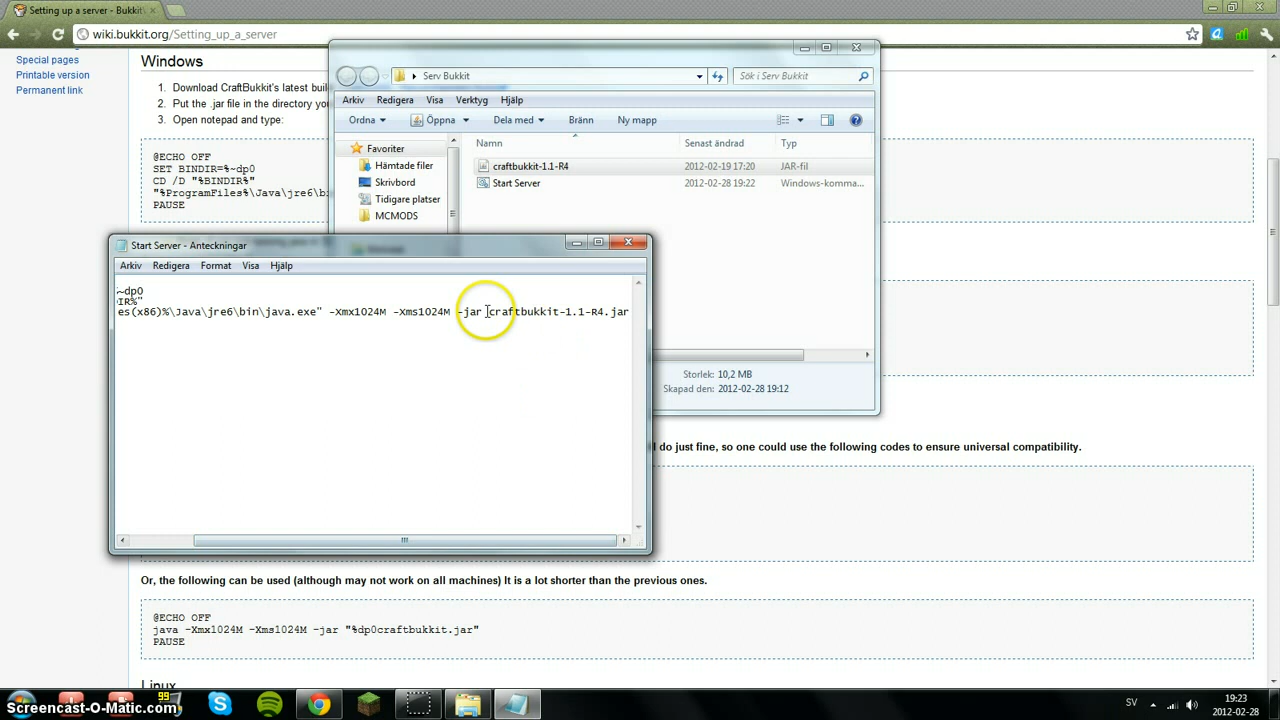 Setting up a server - Bukkit
wiki.bukkit.org/Setting_up_a_server
Special pages
Printable version
Permanent link
Windows
1. Download CraftBukkit's latest
2. Put the .jar file in the directory
3. Open notepad and type:
@ECHO OFF
SET BINDIR=%~dp0
CD /D "%BINDIR%"
"%ProgramFiles%\Java\jre6\
PAUSE
Serv Bukkit
Sök i Serv Bukkit
Arkiv Redigera Visa Verktyg Hjälp
Ordna Öppna Dela med Bränn Ny mapp
Favoriter
Hämtade filer
Skrivbord
Tidigare platser
MCMODS
Namn Senast ändrad Typ
craftbukkit-1.1-R4 2012-02-19 17:20 JAR-fil
Start Server 2012-02-28 19:22 Windows-komma...
Storlek: 10,2 MB
Skapad den: 2012-02-28 19:12
Start Server - Anteckningar
Arkiv Redigera Format Visa Hjälp
~dp0
IR%"
es(x86)%\Java\jre6\bin\java.exe" -Xmx1024M -Xms1024M -jar craftbukkit-1.1-R4.jar
do just fine, so one could use the following codes to ensure universal compatibility.
Or, the following can be used (although may not work on all machines) It is a lot shorter than the previous ones.
@ECHO OFF
java -Xmx1024M -Xms1024M -jar "%dp0craftbukkit.jar"
PAUSE
Linux
99
Screencast-O-Matic.com
SV
19:23
2012-02-28